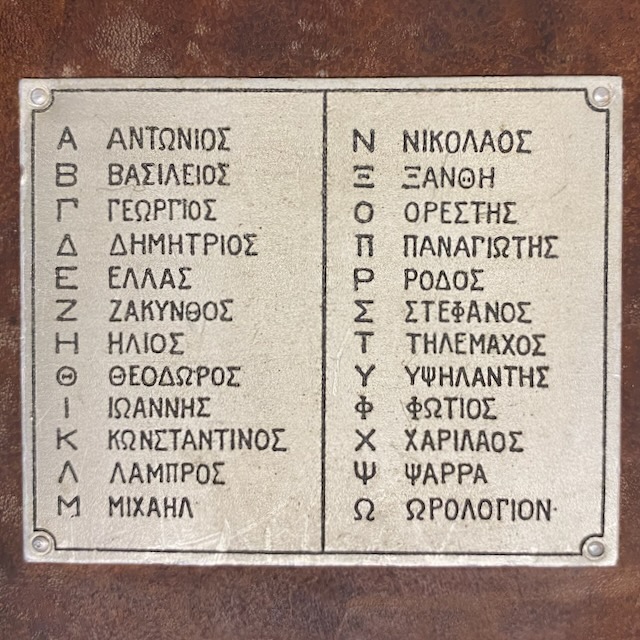 Α ΑΝΤΩΝΙΟΣ
Β ΒΑΣΙΛΕΙΟΣ
Γ ΓΕΩΡΓΙΟΣ
Δ ΔΗΜΗΤΡΙΟΣ
Ε ΕΛΛΑΣ
Ζ ΖΑΚΥΝΘΟΣ
Η ΗΛΙΟΣ
Θ ΘΕΟΔΩΡΟΣ
Ι ΙΩΑΝΝΗΣ
Κ ΚΩΝΣΤΑΝΤΙΝΟΣ
Λ ΛΑΜΠΡΟΣ
Μ ΜΙΧΑΗΛ
Ν ΝΙΚΟΛΑΟΣ
Ξ ΞΑΝΘΗ
Ο ΟΡΕΣΤΗΣ
Π ΠΑΝΑΓΙΩΤΗΣ
Ρ ΡΟΔΟΣ
Σ ΣΤΕΦΑΝΟΣ
Τ ΤΗΛΕΜΑΧΟΣ
Υ ΥΨΗΛΑΝΤΗΣ
Φ ΦΩΤΙΟΣ
Χ ΧΑΡΙΛΑΟΣ
Ψ ΨΑΡΡΑ
Ω ΩΡΟΛΟΓΙΟΝ